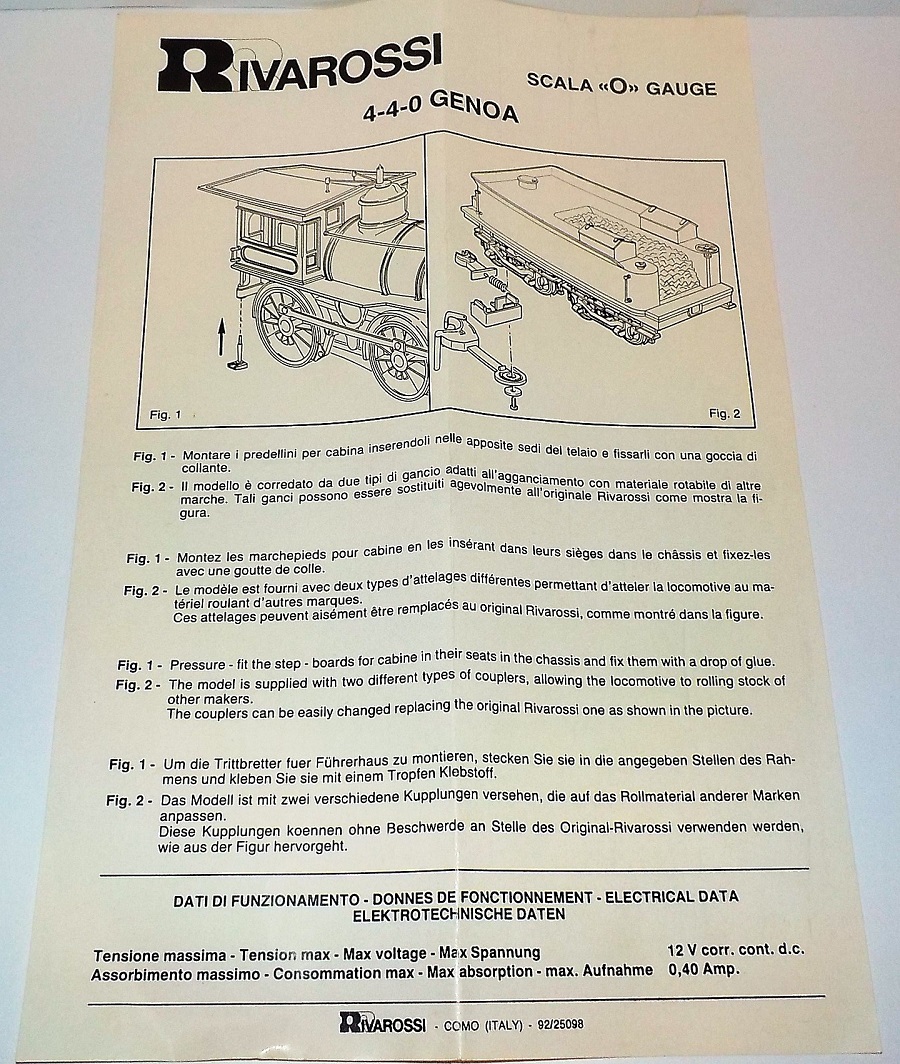 RIVAROSSI
SCALA «O» GAUGE
4-4-0 GENOA
Fig. 1
Fig. 2
Fig. 1 - Montare i predellini per cabina inserendoli nelle apposite sedi del telaio e fissarli con una goccia di
collante.
Fig. 2 - Il modello è corredato da due tipi di gancio adatti all'agganciamento con materiale rotabile di altre
marche. Tali ganci possono essere sostituiti agevolmente all'originale Rivarossi come mostra la fi-
gura.
Fig. 1 - Montez les marchepieds pour cabine en les insérant dans leurs sièges dans le châssis et fixez-les
avec une goutte de colle.
Fig. 2 - Le modèle est fourni avec deux types d'attelages différentes permettant d'atteler la locomotive au ma-
tériel roulant d'autres marques.
Ces attelages peuvent aisément être remplacés au original Rivarossi, comme montré dans la figure.
Fig. 1 - Pressure - fit the step - boards for cabine in their seats in the chassis and fix them with a drop of glue.
Fig. 2 - The model is supplied with two different types of couplers, allowing the locomotive to rolling stock of
other makers.
The couplers can be easily changed replacing the original Rivarossi one as shown in the picture.
Fig. 1 - Um die Trittbretter fuer Führerhaus zu montieren, stecken Sie sie in die angegeben Stellen des Rah-
mens und kleben Sie sie mit einem Tropfen Klebstoff.
Fig. 2 - Das Modell ist mit zwei verschiedene Kupplungen versehen, die auf das Rollmaterial anderer Marken
anpassen.
Diese Kupplungen koennen ohne Beschwerde an Stelle des Original-Rivarossi verwenden werden,
wie aus der Figur hervorgeht.
DATI DI FUNZIONAMENTO - DONNES DE FONCTIONNEMENT - ELECTRICAL DATA
ELEKTROTECHNISCHE DATEN
Tensione massima - Tension max - Max voltage - Max Spannung 12 V corr. cont. d.c.
Assorbimento massimo - Consommation max - Max absorption - max. Aufnahme 0,40 Amp.
RIVAROSSI - COMO (ITALY) - 92/25098